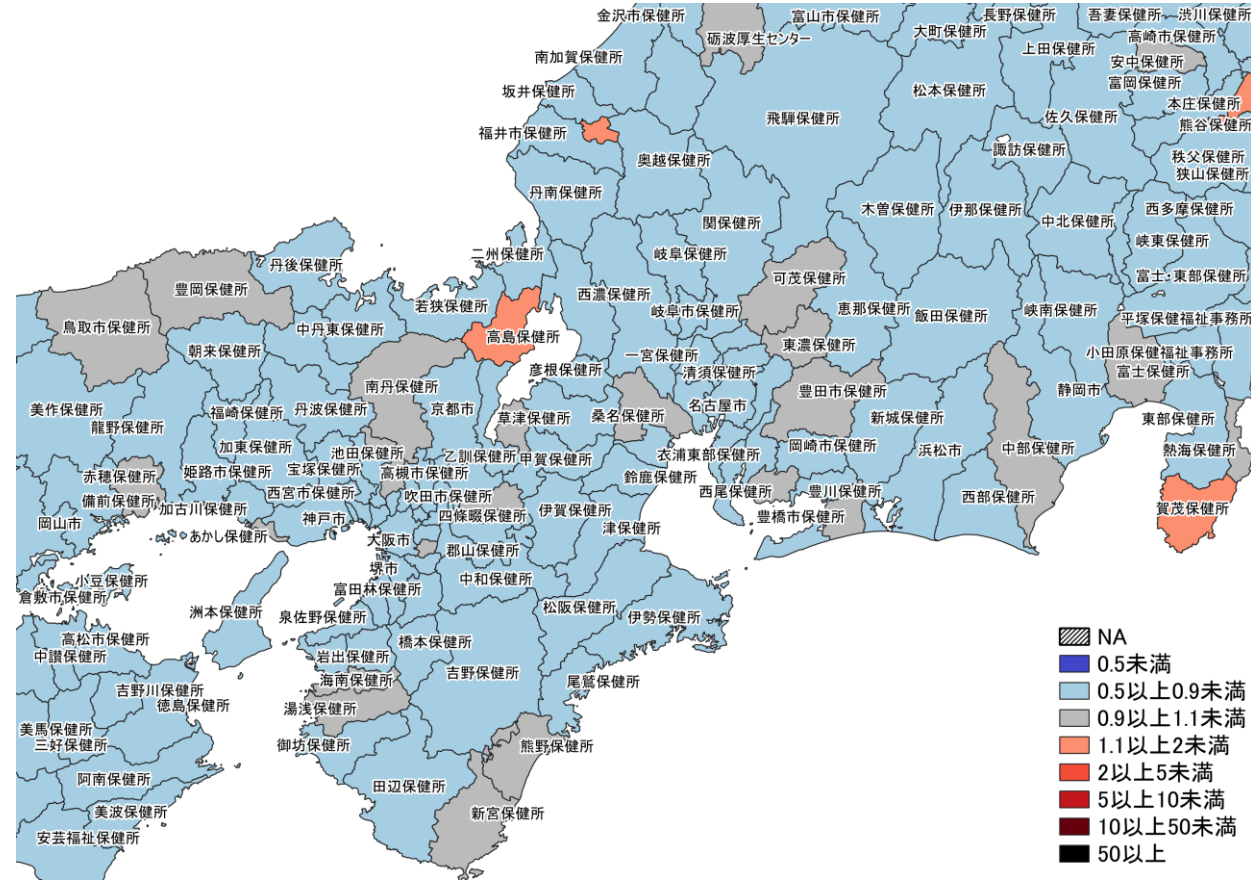 金沢市保健所
富山市保健所
長野市保健所
吾妻保健所
渋川保健所
砺波厚生センター
大町保健所
高崎市保健所
南加賀保健所
上田保健所
安中保健所
坂井保健所
松本保健所
富岡保健所
本庄保健所
福井市保健所
飛騨保健所
佐久保健所
熊谷保健所
奥越保健所
諏訪保健所
秩父保健所
狭山保健所
丹南保健所
関保健所
木曽保健所
伊那保健所
中北保健所
西多摩保健所
峡東保健所
二州保健所
岐阜保健所
丹後保健所
可茂保健所
富士・東部保健所
豊岡保健所
若狭保健所
西濃保健所
岐阜市保健所
恵那保健所
飯田保健所
峡南保健所
平塚保健福祉事務所
鳥取市保健所
中丹東保健所
高島保健所
東濃保健所
朝来保健所
一宮保健所
小田原保健福祉事務所
彦根保健所
清須保健所
富士保健所
南丹保健所
豊田市保健所
静岡市
美作保健所
福崎保健所
丹波保健所
京都市
草津保健所
桑名保健所
名古屋市
新城保健所
東部保健所
龍野保健所
加東保健所
池田保健所
乙訓保健所
甲賀保健所
衣浦東部保健所
岡崎市保健所
浜松市
中部保健所
熱海保健所
赤穂保健所
姫路市保健所
宝塚保健所
高槻市保健所
鈴鹿保健所
備前保健所
西宮市保健所
吹田市保健所
西尾保健所
豊川保健所
西部保健所
賀茂保健所
加古川保健所
神戸市
四條畷保健所
伊賀保健所
豊橋市保健所
岡山市
あかし保健所
大阪市
郡山保健所
津保健所
堺市
小豆保健所
中和保健所
倉敷市保健所
洲本保健所
富田林保健所
松阪保健所
伊勢保健所
泉佐野保健所
高松市保健所
橋本保健所
中讃保健所
岩出保健所
吉野保健所
海南保健所
尾鷲保健所
吉野川保健所
湯浅保健所
徳島保健所
美馬保健所
御坊保健所
熊野保健所
三好保健所
阿南保健所
田辺保健所
美波保健所
新宮保健所
安芸福祉保健所
NA
0.5未満
0.5以上0.9未満
0.9以上1.1未満
1.1以上2未満
2以上5未満
5以上10未満
10以上50未満
50以上